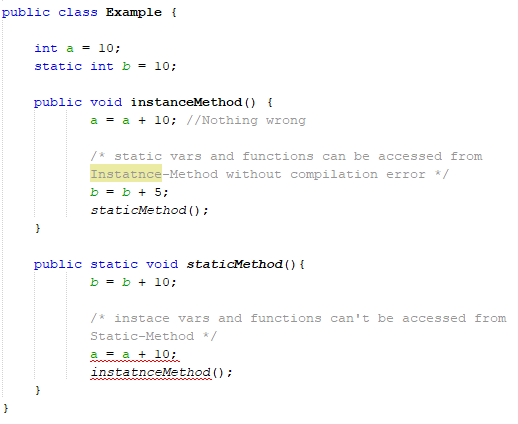 public class Example {
int a = 10;
static int b = 10;
public void instanceMethod() {
a = a + 10; //Nothing wrong
/* static vars and functions can be accessed from
Instatnce-Method without compilation error */
b = b + 5;
staticMethod();
}
public static void staticMethod(){
b = b + 10;
/* instace vars and functions can't be accessed from
Static-Method */
a = a + 10;
instatnceMethod();
}
}